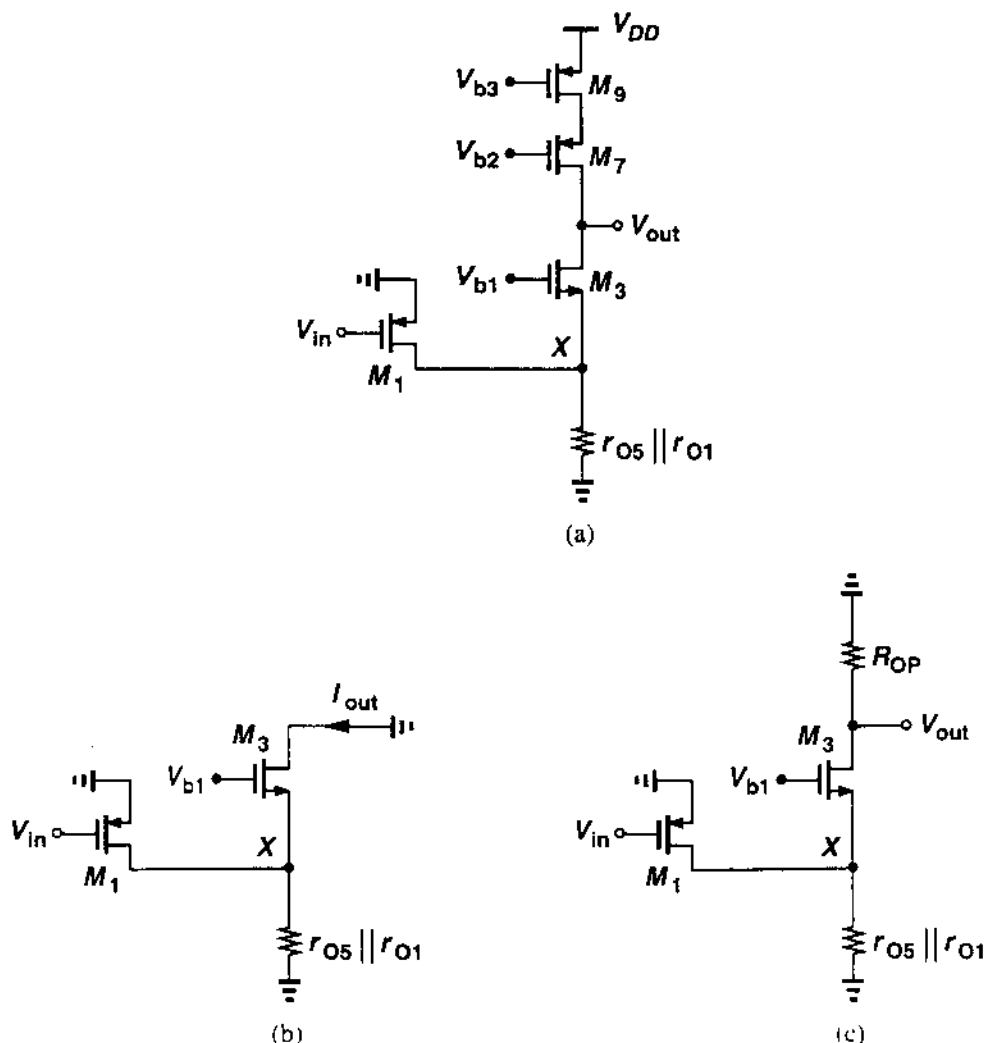 V_DD
V_b3
M_9
V_b2
M_7
V_out
V_b1
M_3
V_in
M_1
X
r_O5 || r_O1
(a)
I_out
M_3
V_b1
V_in
M_1
X
r_O5 || r_O1
(b)
R_OP
V_out
M_3
V_b1
V_in
M_1
X
r_O5 || r_O1
(c)